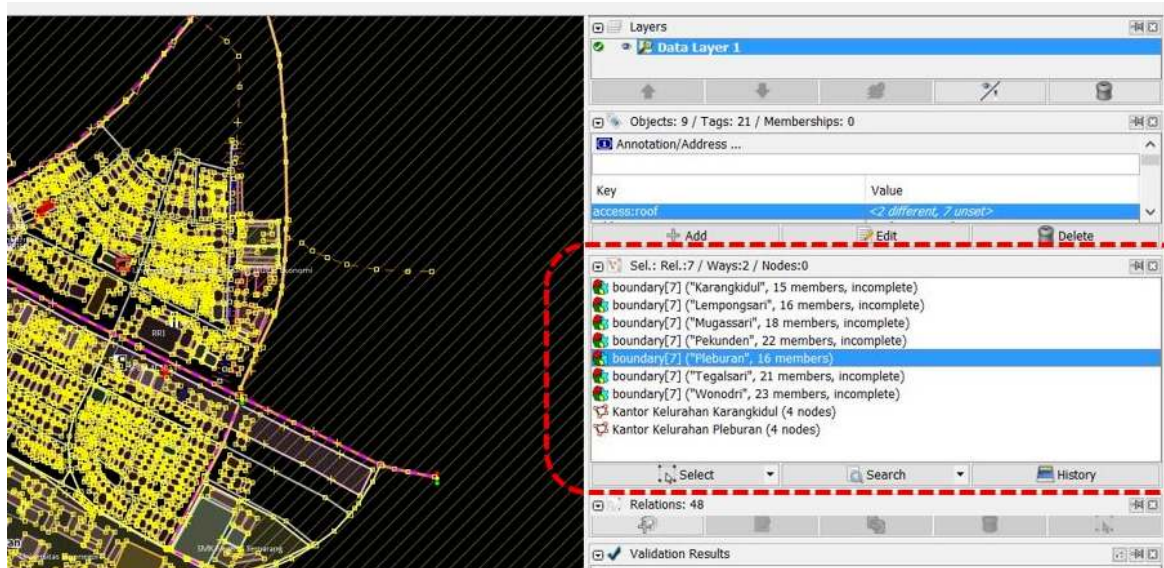 Layers
Data Layer 1
Objects: 9 / Tags: 21 / Memberships: 0
Annotation/Address ...
Key Value
access:roof <2 different, 7 unset>
Add Edit Delete
Sel.: Rel.:7 / Ways:2 / Nodes:0
boundary[7] ("Karangkidul", 15 members, incomplete)
boundary[7] ("Lempongsari", 16 members, incomplete)
boundary[7] ("Mugassari", 18 members, incomplete)
boundary[7] ("Pekunden", 22 members, incomplete)
boundary[7] ("Pleburan", 16 members)
boundary[7] ("Tegalsari", 21 members, incomplete)
boundary[7] ("Wonodri", 23 members, incomplete)
Kantor Kelurahan Karangkidul (4 nodes)
Kantor Kelurahan Pleburan (4 nodes)
Select Search History
Relations: 48
Validation Results
RRI